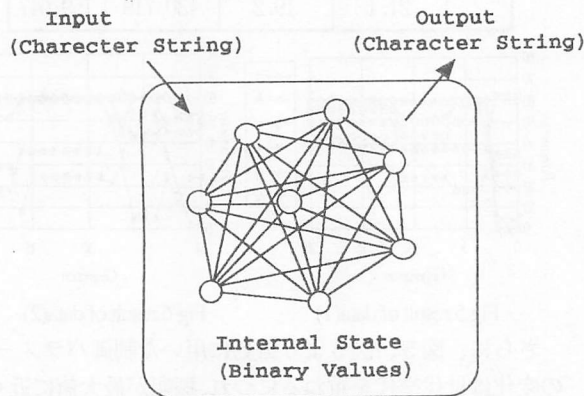 Input
(Charecter String)
Output
(Character String)
Internal State
(Binary Values)